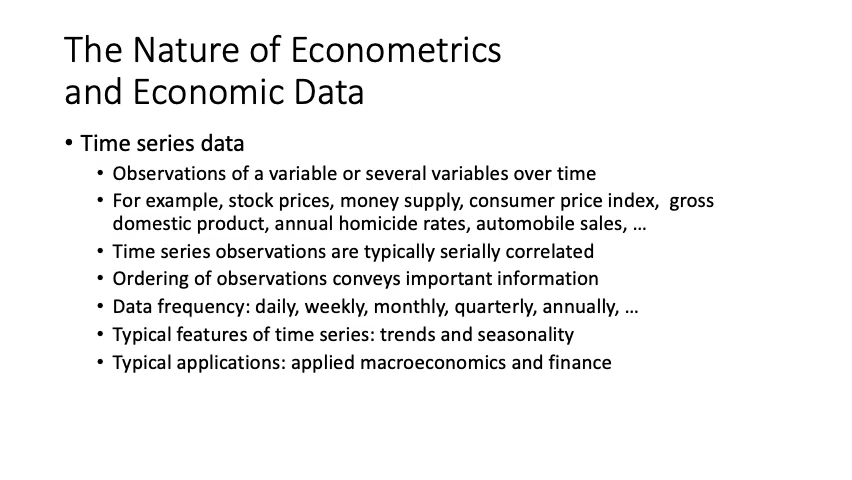 The Nature of Econometrics
and Economic Data
• Time series data
• Observations of a variable or several variables over time
• For example, stock prices, money supply, consumer price index,  gross
domestic product, annual homicide rates, automobile sales, …
• Time series observations are typically serially correlated
• Ordering of observations conveys important information
• Data frequency: daily, weekly, monthly, quarterly, annually, …
• Typical features of time series: trends and seasonality
• Typical applications: applied macroeconomics and finance